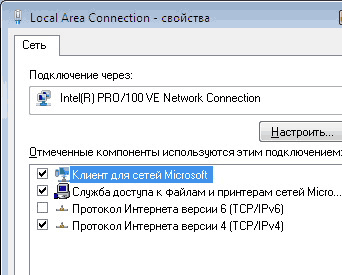 Local Area Connection - свойства
Сеть
Подключение через:
Intel(R) PRO/100 VE Network Connection
Настроить...
Отмеченные компоненты используются этим подключением:
Клиент для сетей Microsoft
Служба доступа к файлам и принтерам сетей Micro...
Протокол Интернета версии 6 (TCP/IPv6)
Протокол Интернета версии 4 (TCP/IPv4)